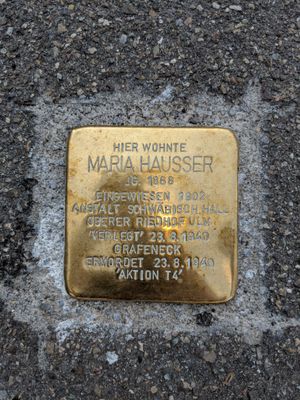 HIER WOHNTE
MARIA HAUSSER
JG. 1868
EINGEWIESEN 1902
ANSTALT SCHWÄBISCH HALL
OBERER RIEDHOF ULM
'VERLEGT' 23.8.1940
GRAFENECK
ERMORDET 23.8.1940
'AKTION T4'